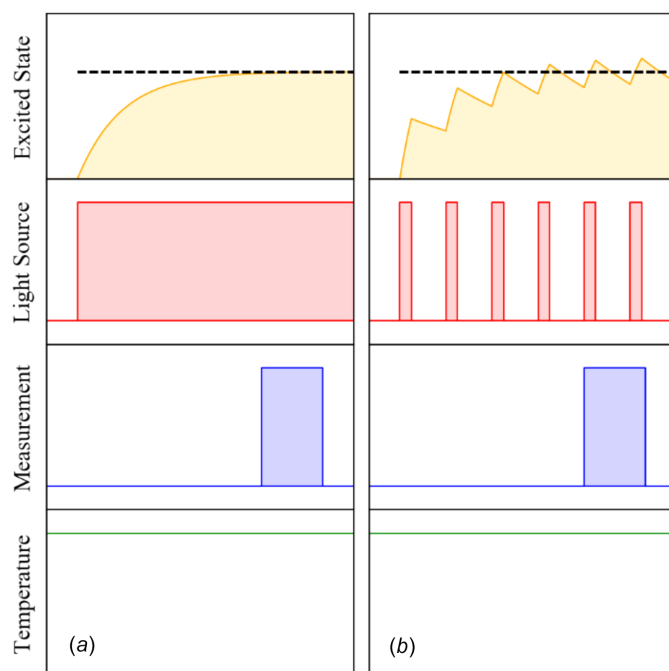 Excited State
Light Source
Measurement
Temperature
(a)
(b)